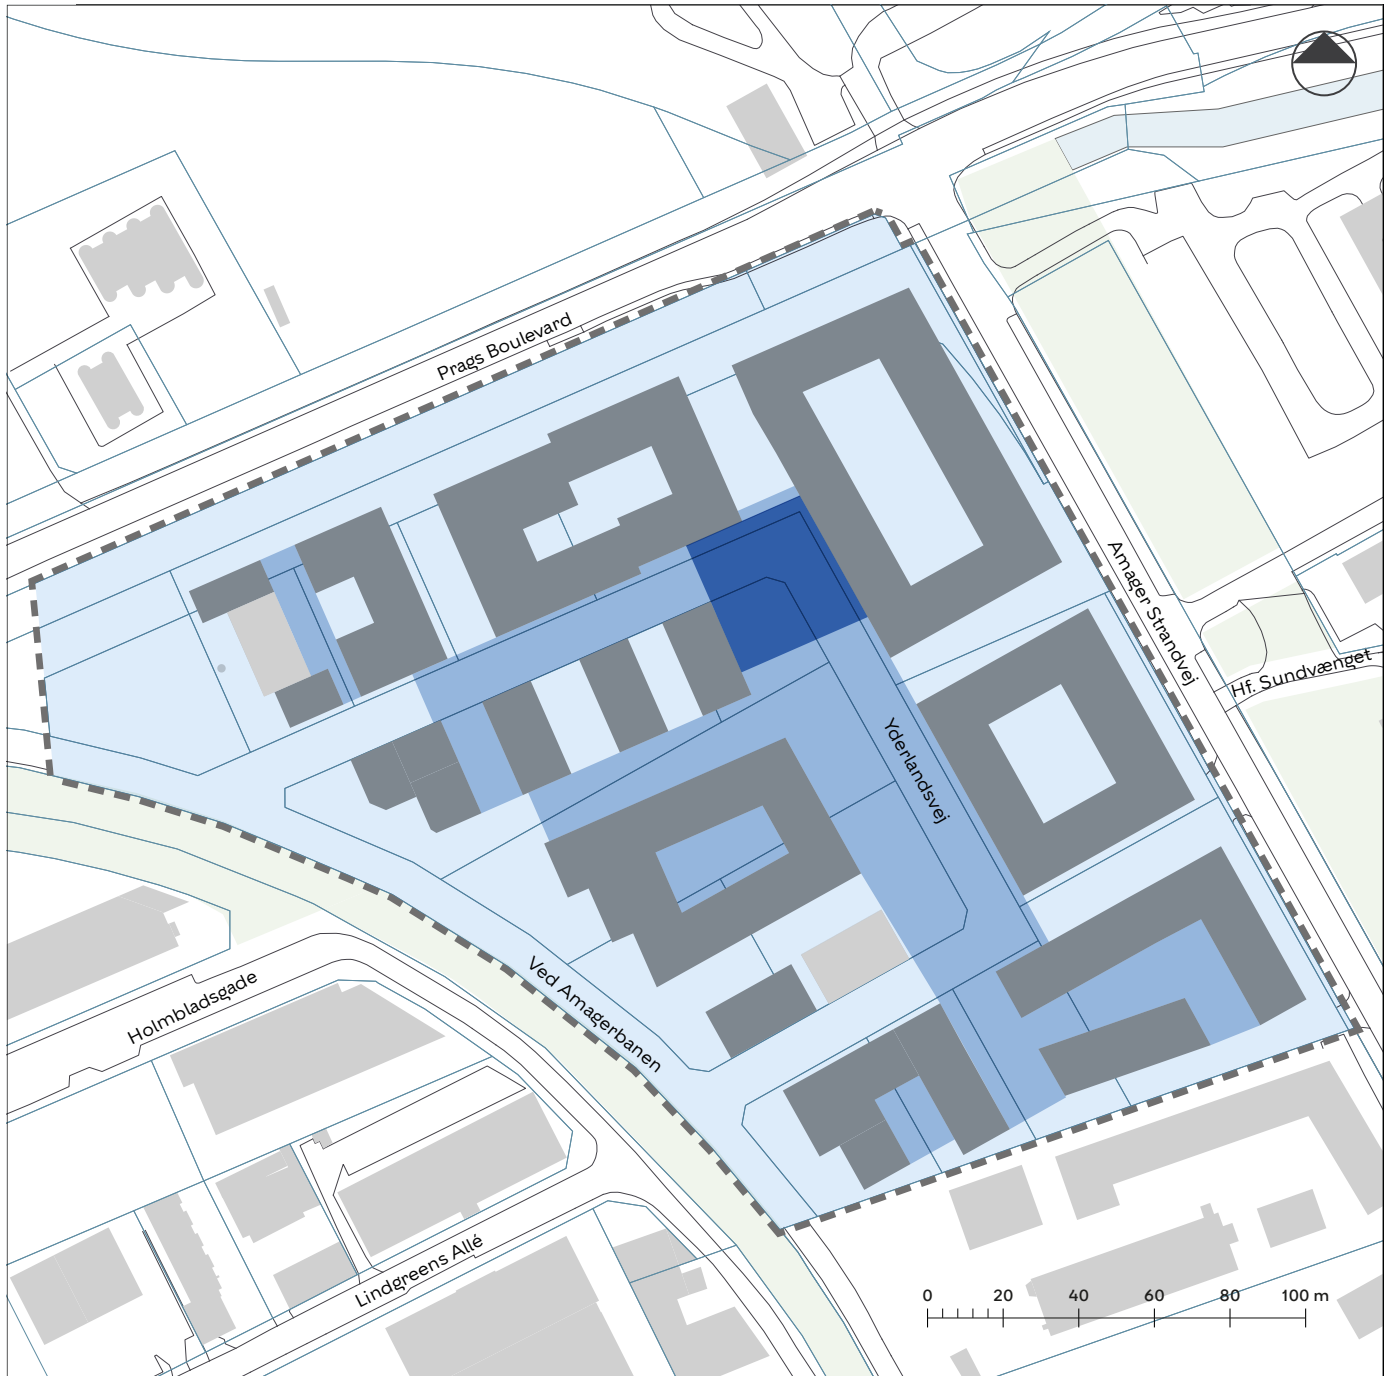 Prags Boulevard
Amager Strandvej
Hf. Sundvænget
Yderlandsvej
Ved Amagerbanen
Holmbladsgade
Lindgreens Allé
0 20 40 60 80 100 m